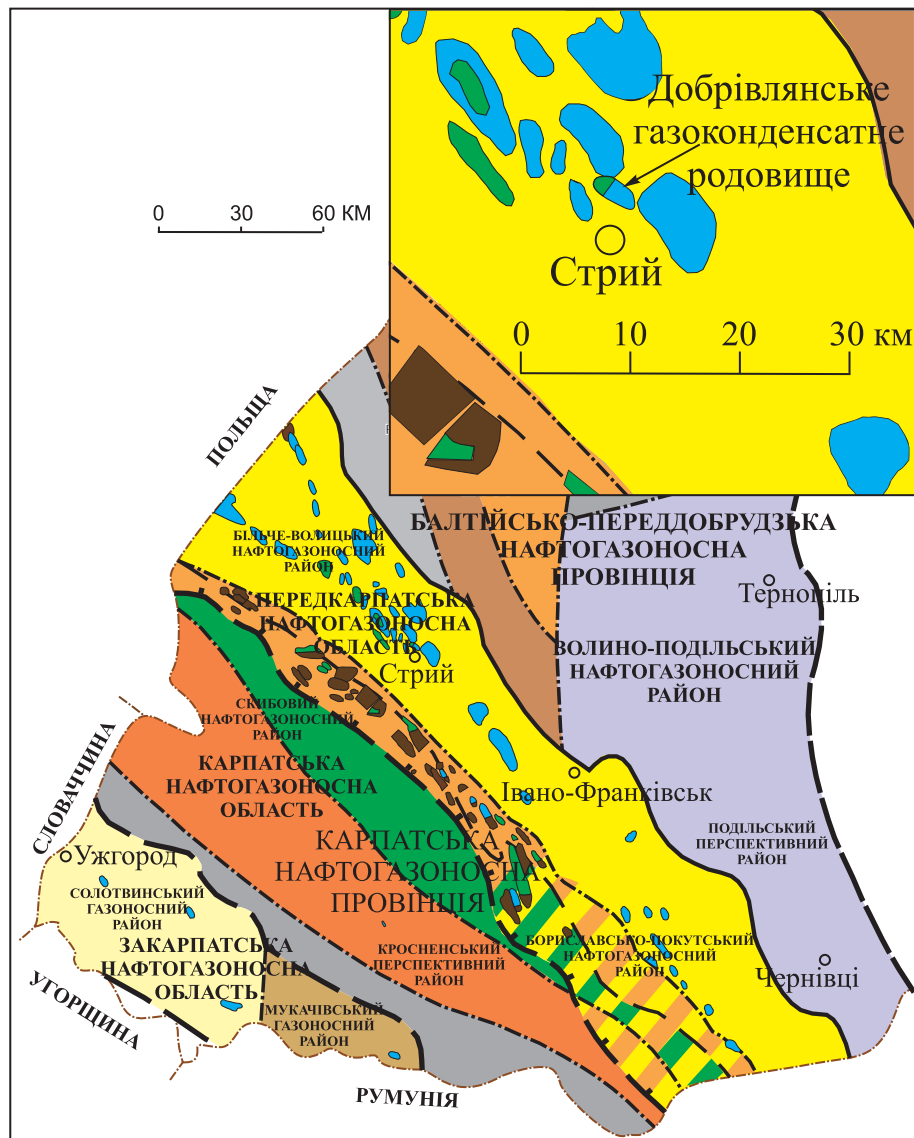 Добрівлянське
газоконденсатне
родовище
Стрий
0 10 20 30 км
0 30 60 КМ
ПОЛЬЩА
БАЛТІЙСЬКО-ПЕРЕДДОБРУДЗЬКА
НАФТОГАЗОНОСНА
ПРОВІНЦІЯ
БІЛЬЧЕ-ВОЛИЦЬКИЙ
НАФТОГАЗОНОСНИЙ
РАЙОН
Тернопіль
ПЕРЕДКАРПАТСЬКА
НАФТОГАЗОНОСНА
ОБЛАСТЬ
Стрий
ВОЛИНО-ПОДІЛЬСЬКИЙ
НАФТОГАЗОНОСНИЙ
РАЙОН
СКИБОВИЙ
НАФТОГАЗОНОСНИЙ
РАЙОН
КАРПАТСЬКА
НАФТОГАЗОНОСНА
ОБЛАСТЬ
СЛОВАЧЧИНА
Івано-Франківськ
ПОДІЛЬСЬКИЙ
ПЕРСПЕКТИВНИЙ
РАЙОН
КАРПАТСЬКА
НАФТОГАЗОНОСНА
ПРОВІНЦІЯ
Ужгород
СОЛОТВИНСЬКИЙ
ГАЗОНОСНИЙ
РАЙОН
ЗАКАРПАТСЬКА
НАФТОГАЗОНОСНА
ОБЛАСТЬ
КРОСНЕНСЬКИЙ
ПЕРСПЕКТИВНИЙ
РАЙОН
БОРИСЛАВСЬКО-ПОКУТСЬКИЙ
НАФТОГАЗОНОСНИЙ
РАЙОН
Чернівці
УГОРЩИНА
МУКАЧІВСЬКИЙ
ГАЗОНОСНИЙ
РАЙОН
РУМУНІЯ